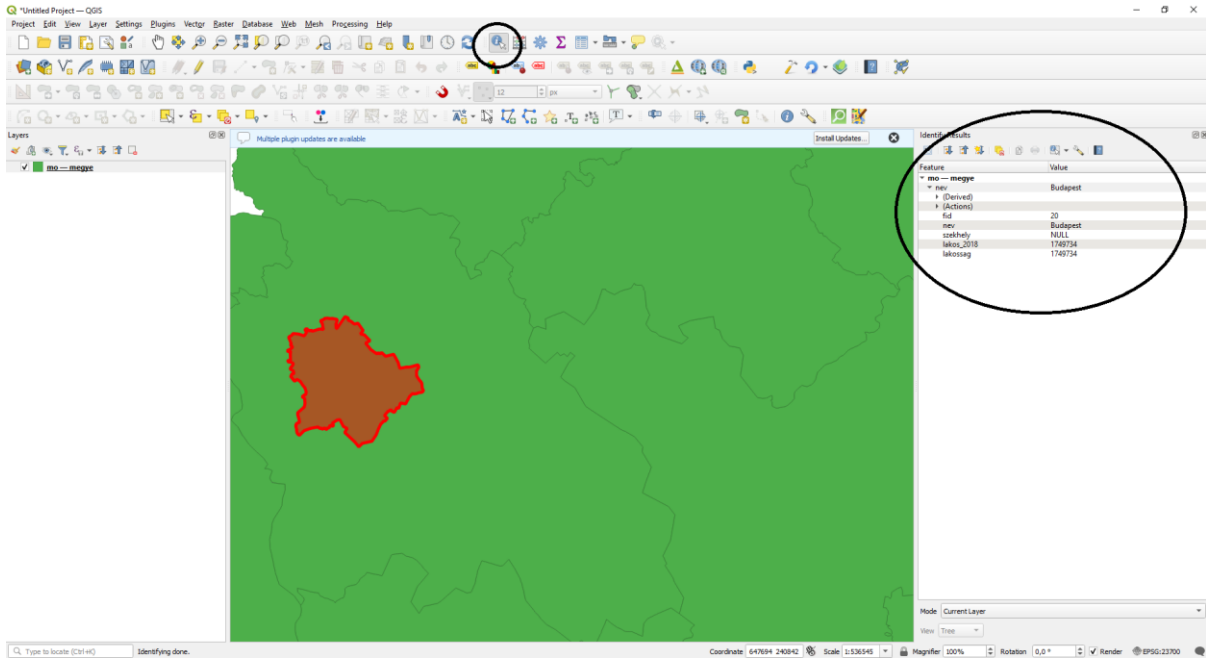 *Untitled Project — QGIS
Project Edit View Layer Settings Plugins Vector Raster Database Web Mesh Processing Help
12 px
Layers
Multiple plugin updates are available Install Updates...
Identify Results
mo — megye
Feature Value
mo — megye
nev Budapest
(Derived)
(Actions)
fid 20
nev Budapest
szekhely NULL
lakos_2018 1749734
lakossag 1749734
Mode Current Layer
View Tree
Type to locate (Ctrl+K) Identifying done. Coordinate 647694 240842 Scale 1:536545 Magnifier 100% Rotation 0,0 ° Render EPSG:23700